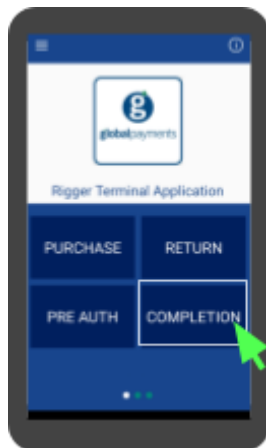 globalpayments
Rigger Terminal Application
PURCHASE
RETURN
PRE AUTH
COMPLETION